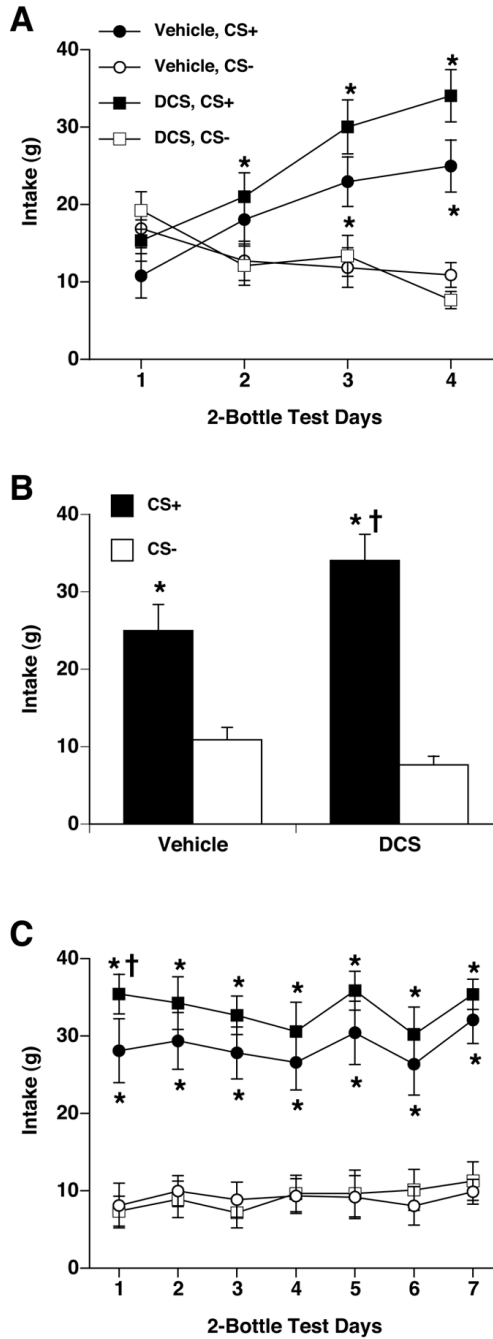 A
Vehicle, CS+
Vehicle, CS-
DCS, CS+
DCS, CS-
Intake (g)
40
30
20
10
0
*
*
*
*
*
1 2 3 4
2-Bottle Test Days
B
CS+
CS-
Intake (g)
40
30
20
10
0
*
*†
Vehicle DCS
C
Intake (g)
40
30
20
10
0
*† * * * * * *
* * * * * * *
1 2 3 4 5 6 7
2-Bottle Test Days